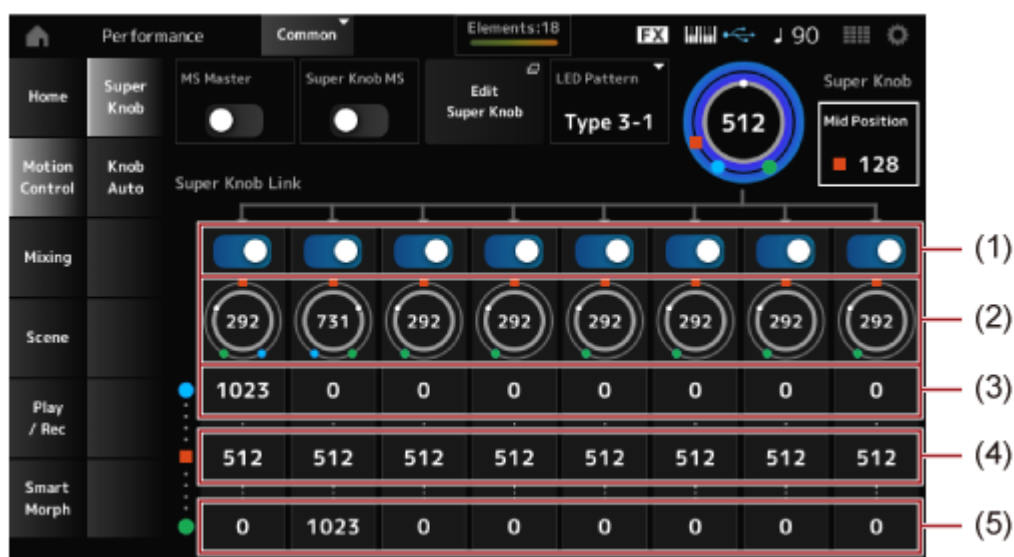 Performance
Common
Elements:18
FX
♩ 90
Home
Super
Knob
MS Master
Super Knob MS
Edit
Super Knob
LED Pattern
Type 3-1
512
Super Knob
Mid Position
128
Motion
Control
Knob
Auto
Super Knob Link
Mixing
(1)
Scene
292 731 292 292 292 292 292 292
(2)
Play
/ Rec
1023 0 0 0 0 0 0 0
(3)
512 512 512 512 512 512 512 512
(4)
Smart
Morph
0 1023 0 0 0 0 0 0
(5)